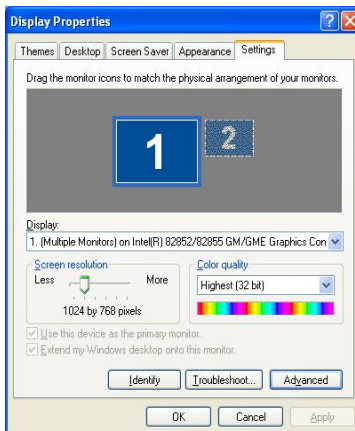 Display Properties
Themes Desktop Screen Saver Appearance Settings
Drag the monitor icons to match the physical arrangement of your monitors.
1 2
Display:
1. (Multiple Monitors) on Intel(R) 82852/82855 GM/GME Graphics Con
Screen resolution Color quality
Less More Highest (32 bit)
1024 by 768 pixels
Use this device as the primary monitor.
Extend my Windows desktop onto this monitor.
Identify Troubleshoot... Advanced
OK Cancel Apply